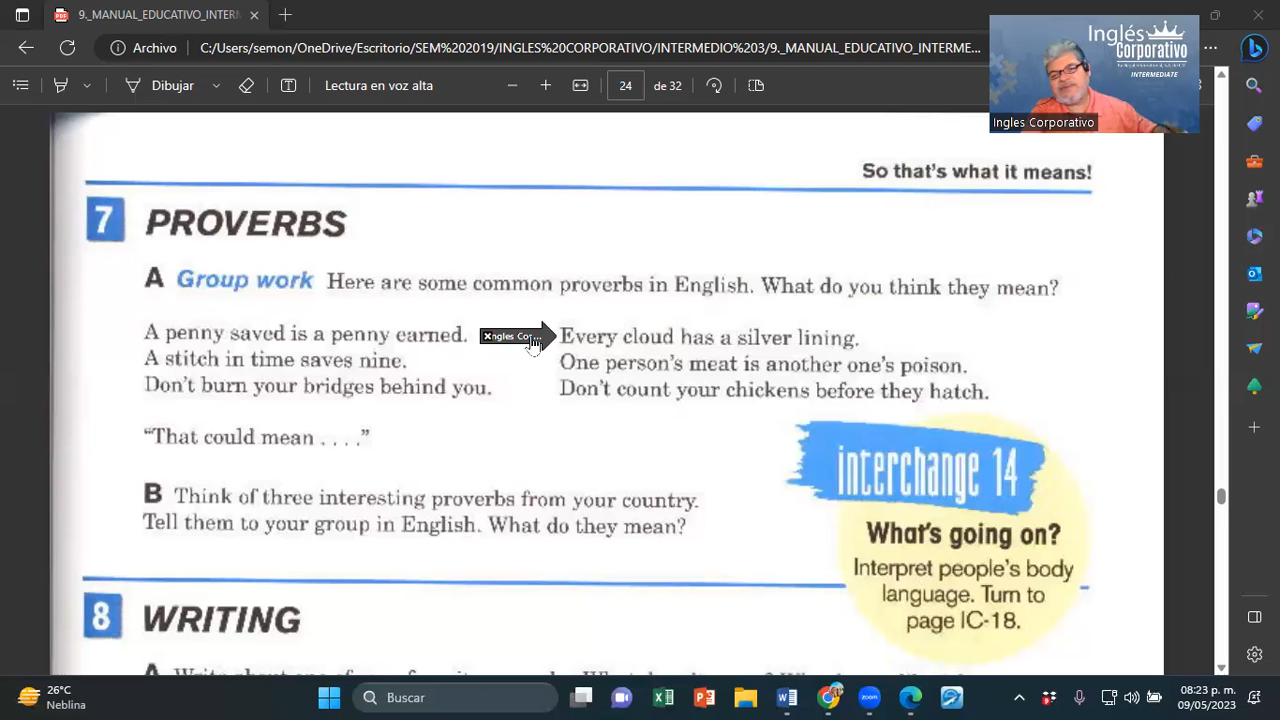 9._MANUAL_EDUCATIVO_INTERM
Archivo
C:/Users/semon/OneDrive/Escritorio/SEM%202019/INGLES%20CORPORATIVO/INTERMEDIO%203/9._MANUAL_EDUCATIVO_INTERME...
Dibujar
Lectura en voz alta
24
de 32
Inglés
Corporativo
INTERMEDIATE
Ingles Corporativo
So that's what it means!
7 PROVERBS
A Group work Here are some common proverbs in English. What do you think they mean?
A penny saved is a penny earned.
A stitch in time saves nine.
Don't burn your bridges behind you.
ngles Cor...
Every cloud has a silver lining.
One person's meat is another one's poison.
Don't count your chickens before they hatch.
"That could mean . . . ."
B Think of three interesting proverbs from your country.
Tell them to your group in English. What do they mean?
interchange 14
What's going on?
Interpret people's body
language. Turn to
page IC-18.
8 WRITING
26°C
Neblina
Buscar
08:23 p. m.
09/05/2023